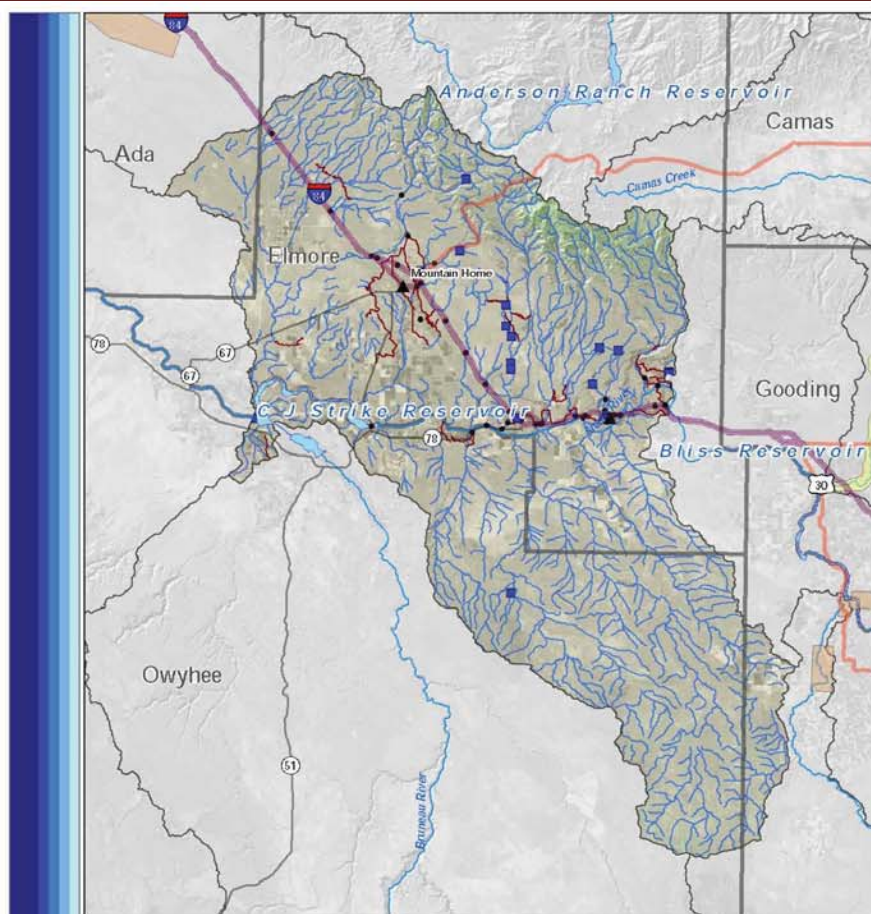 84
Anderson Ranch Reservoir
Camas
Ada
Camas Creek
84
Elmore
Mountain Home
78
67
67
Gooding
C J Strike Reservoir
78
Bliss Reservoir
30
Owyhee
51
Bruneau River